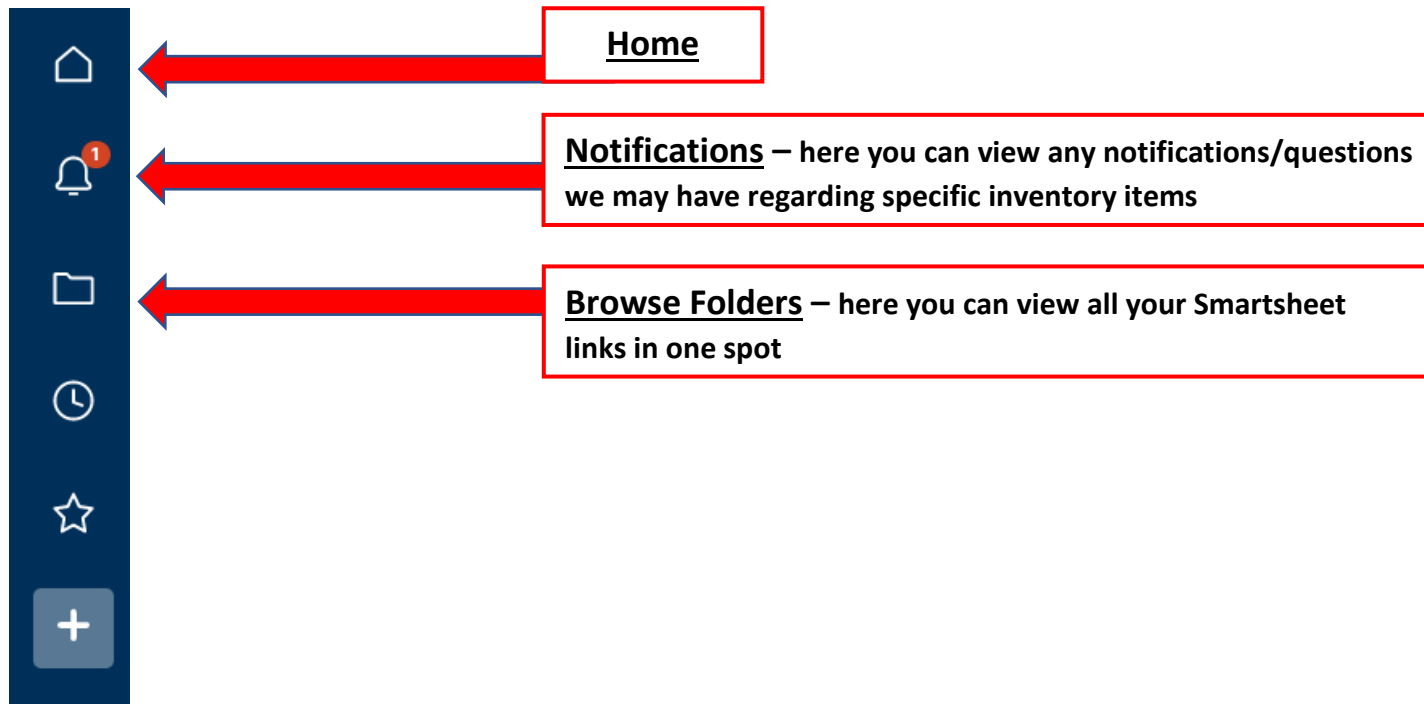 Home
1
Notifications – here you can view any notifications/questions
we may have regarding specific inventory items
Browse Folders – here you can view all your Smartsheet
links in one spot